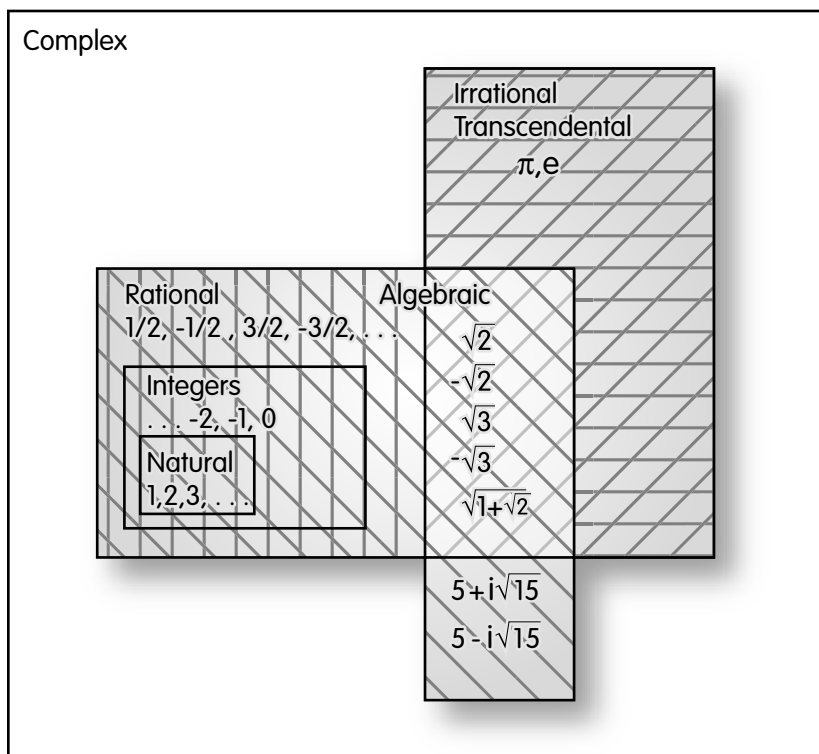 Complex
Irrational
Transcendental
π,e
Rational
1/2, -1/2 , 3/2, -3/2, . . .
Algebraic
√2
-√2
√3
-√3
√1+√2
Integers
. . . -2, -1, 0
Natural
1,2,3, . . .
5+i√15
5-i√15